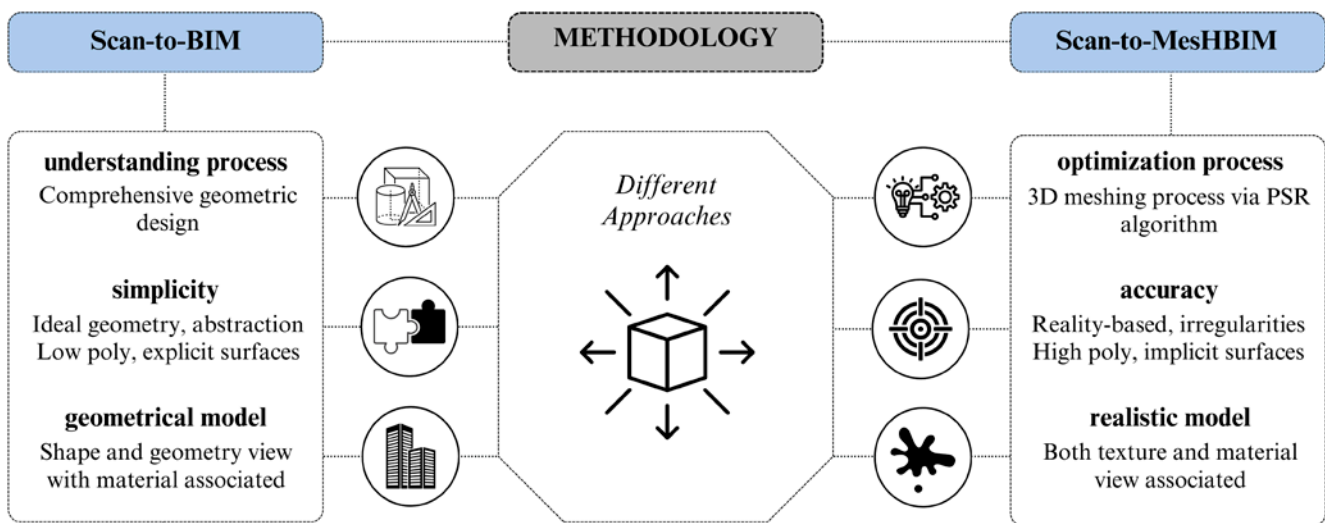 Scan-to-BIM
METHODOLOGY
Scan-to-MesHBIM
understanding process
Comprehensive geometric
design
simplicity
Ideal geometry, abstraction
Low poly, explicit surfaces
geometrical model
Shape and geometry view
with material associated
Different
Approaches
optimization process
3D meshing process via PSR
algorithm
accuracy
Reality-based, irregularities
High poly, implicit surfaces
realistic model
Both texture and material
view associated